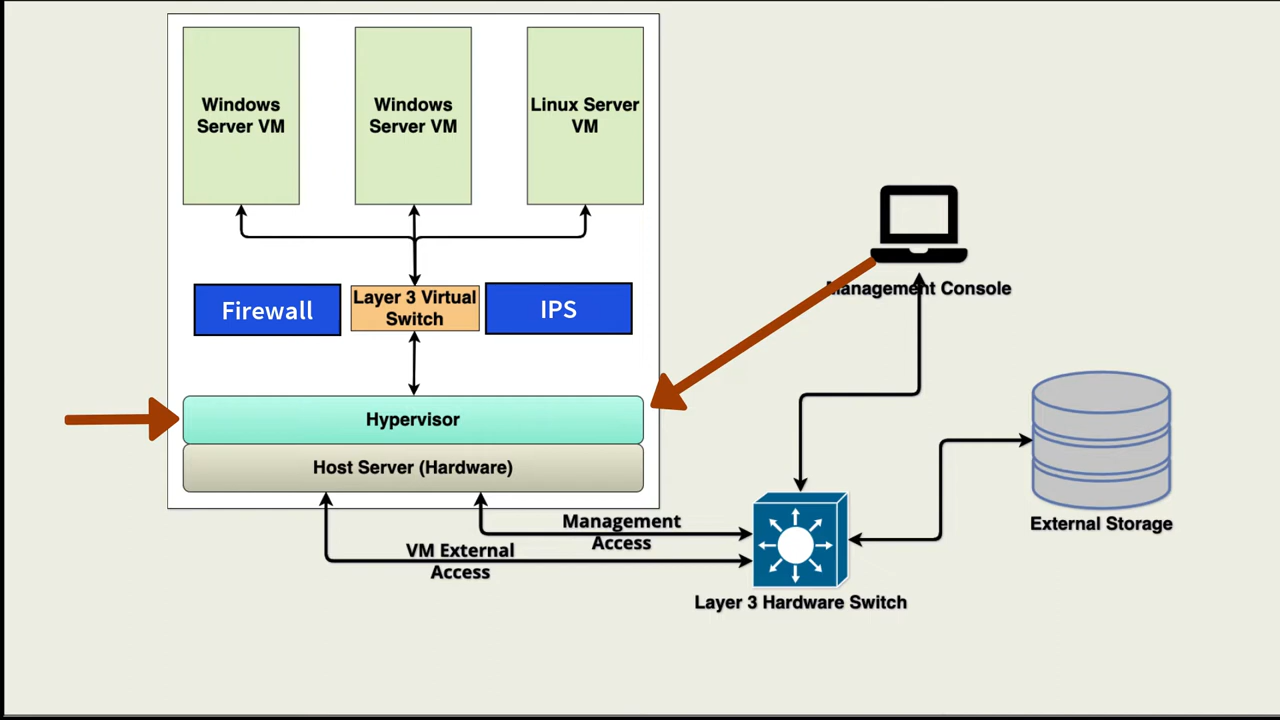 Windows
Server VM
Windows
Server VM
Linux Server
VM
Firewall
Layer 3 Virtual
Switch
IPS
Management Console
Hypervisor
Host Server (Hardware)
Management
Access
VM External
Access
External Storage
Layer 3 Hardware Switch